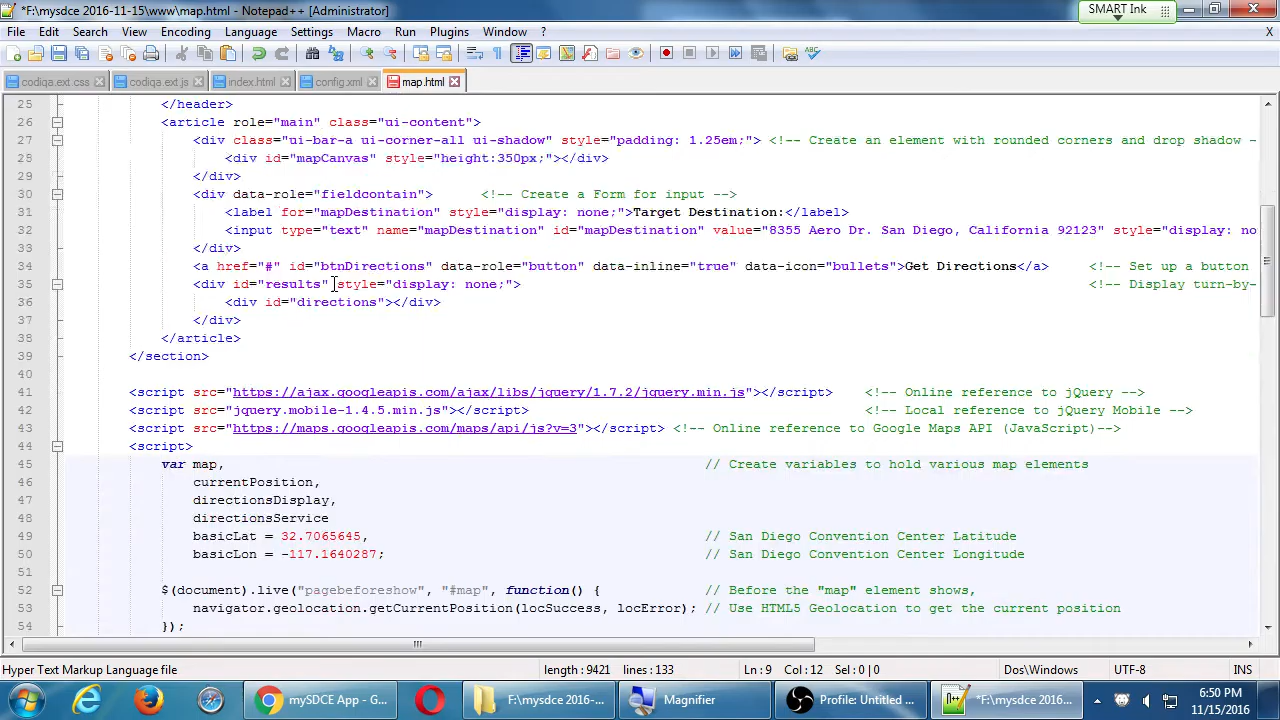 *F:\mysdce 2016-11-15\www\map.html - Notepad++ [Administrator]
SMART Ink
File Edit Search View Encoding Language Settings Macro Run Plugins Window ? X
codiqa.ext.css codiqa.ext.js index.html config.xml map.html
25 </header>
26 <article role="main" class="ui-content">
27 <div class="ui-bar-a ui-corner-all ui-shadow" style="padding: 1.25em;"> <!-- Create an element with rounded corners and drop shadow -
28 <div id="mapCanvas" style="height:350px;"></div>
29 </div>
30 <div data-role="fieldcontain"> <!-- Create a Form for input -->
31 <label for="mapDestination" style="display: none;">Target Destination:</label>
32 <input type="text" name="mapDestination" id="mapDestination" value="8355 Aero Dr. San Diego, California 92123" style="display: no
33 </div>
34 <a href="#" id="btnDirections" data-role="button" data-inline="true" data-icon="bullets">Get Directions</a> <!-- Set up a button
35 <div id="results" style="display: none;"> <!-- Display turn-by-
36 <div id="directions"></div>
37 </div>
38 </article>
39 </section>
40
41 <script src="https://ajax.googleapis.com/ajax/libs/jquery/1.7.2/jquery.min.js"></script> <!-- Online reference to jQuery -->
42 <script src="jquery.mobile-1.4.5.min.js"></script> <!-- Local reference to jQuery Mobile -->
43 <script src="https://maps.googleapis.com/maps/api/js?v=3"></script> <!-- Online reference to Google Maps API (JavaScript)-->
44 <script>
45 var map, // Create variables to hold various map elements
46 currentPosition,
47 directionsDisplay,
48 directionsService
49 basicLat = 32.7065645, // San Diego Convention Center Latitude
50 basicLon = -117.1640287; // San Diego Convention Center Longitude
51
52 $(document).live("pagebeforeshow", "#map", function() { // Before the "map" element shows,
53 navigator.geolocation.getCurrentPosition(locSuccess, locError); // Use HTML5 Geolocation to get the current position
54 });
Hyper Text Markup Language file length : 9421 lines : 133 Ln : 9 Col : 12 Sel : 0 | 0 Dos\Windows UTF-8 INS
mySDCE App - G... F:\mysdce 2016-... Magnifier Profile: Untitled ... *F:\mysdce 2016...
6:50 PM
11/15/2016